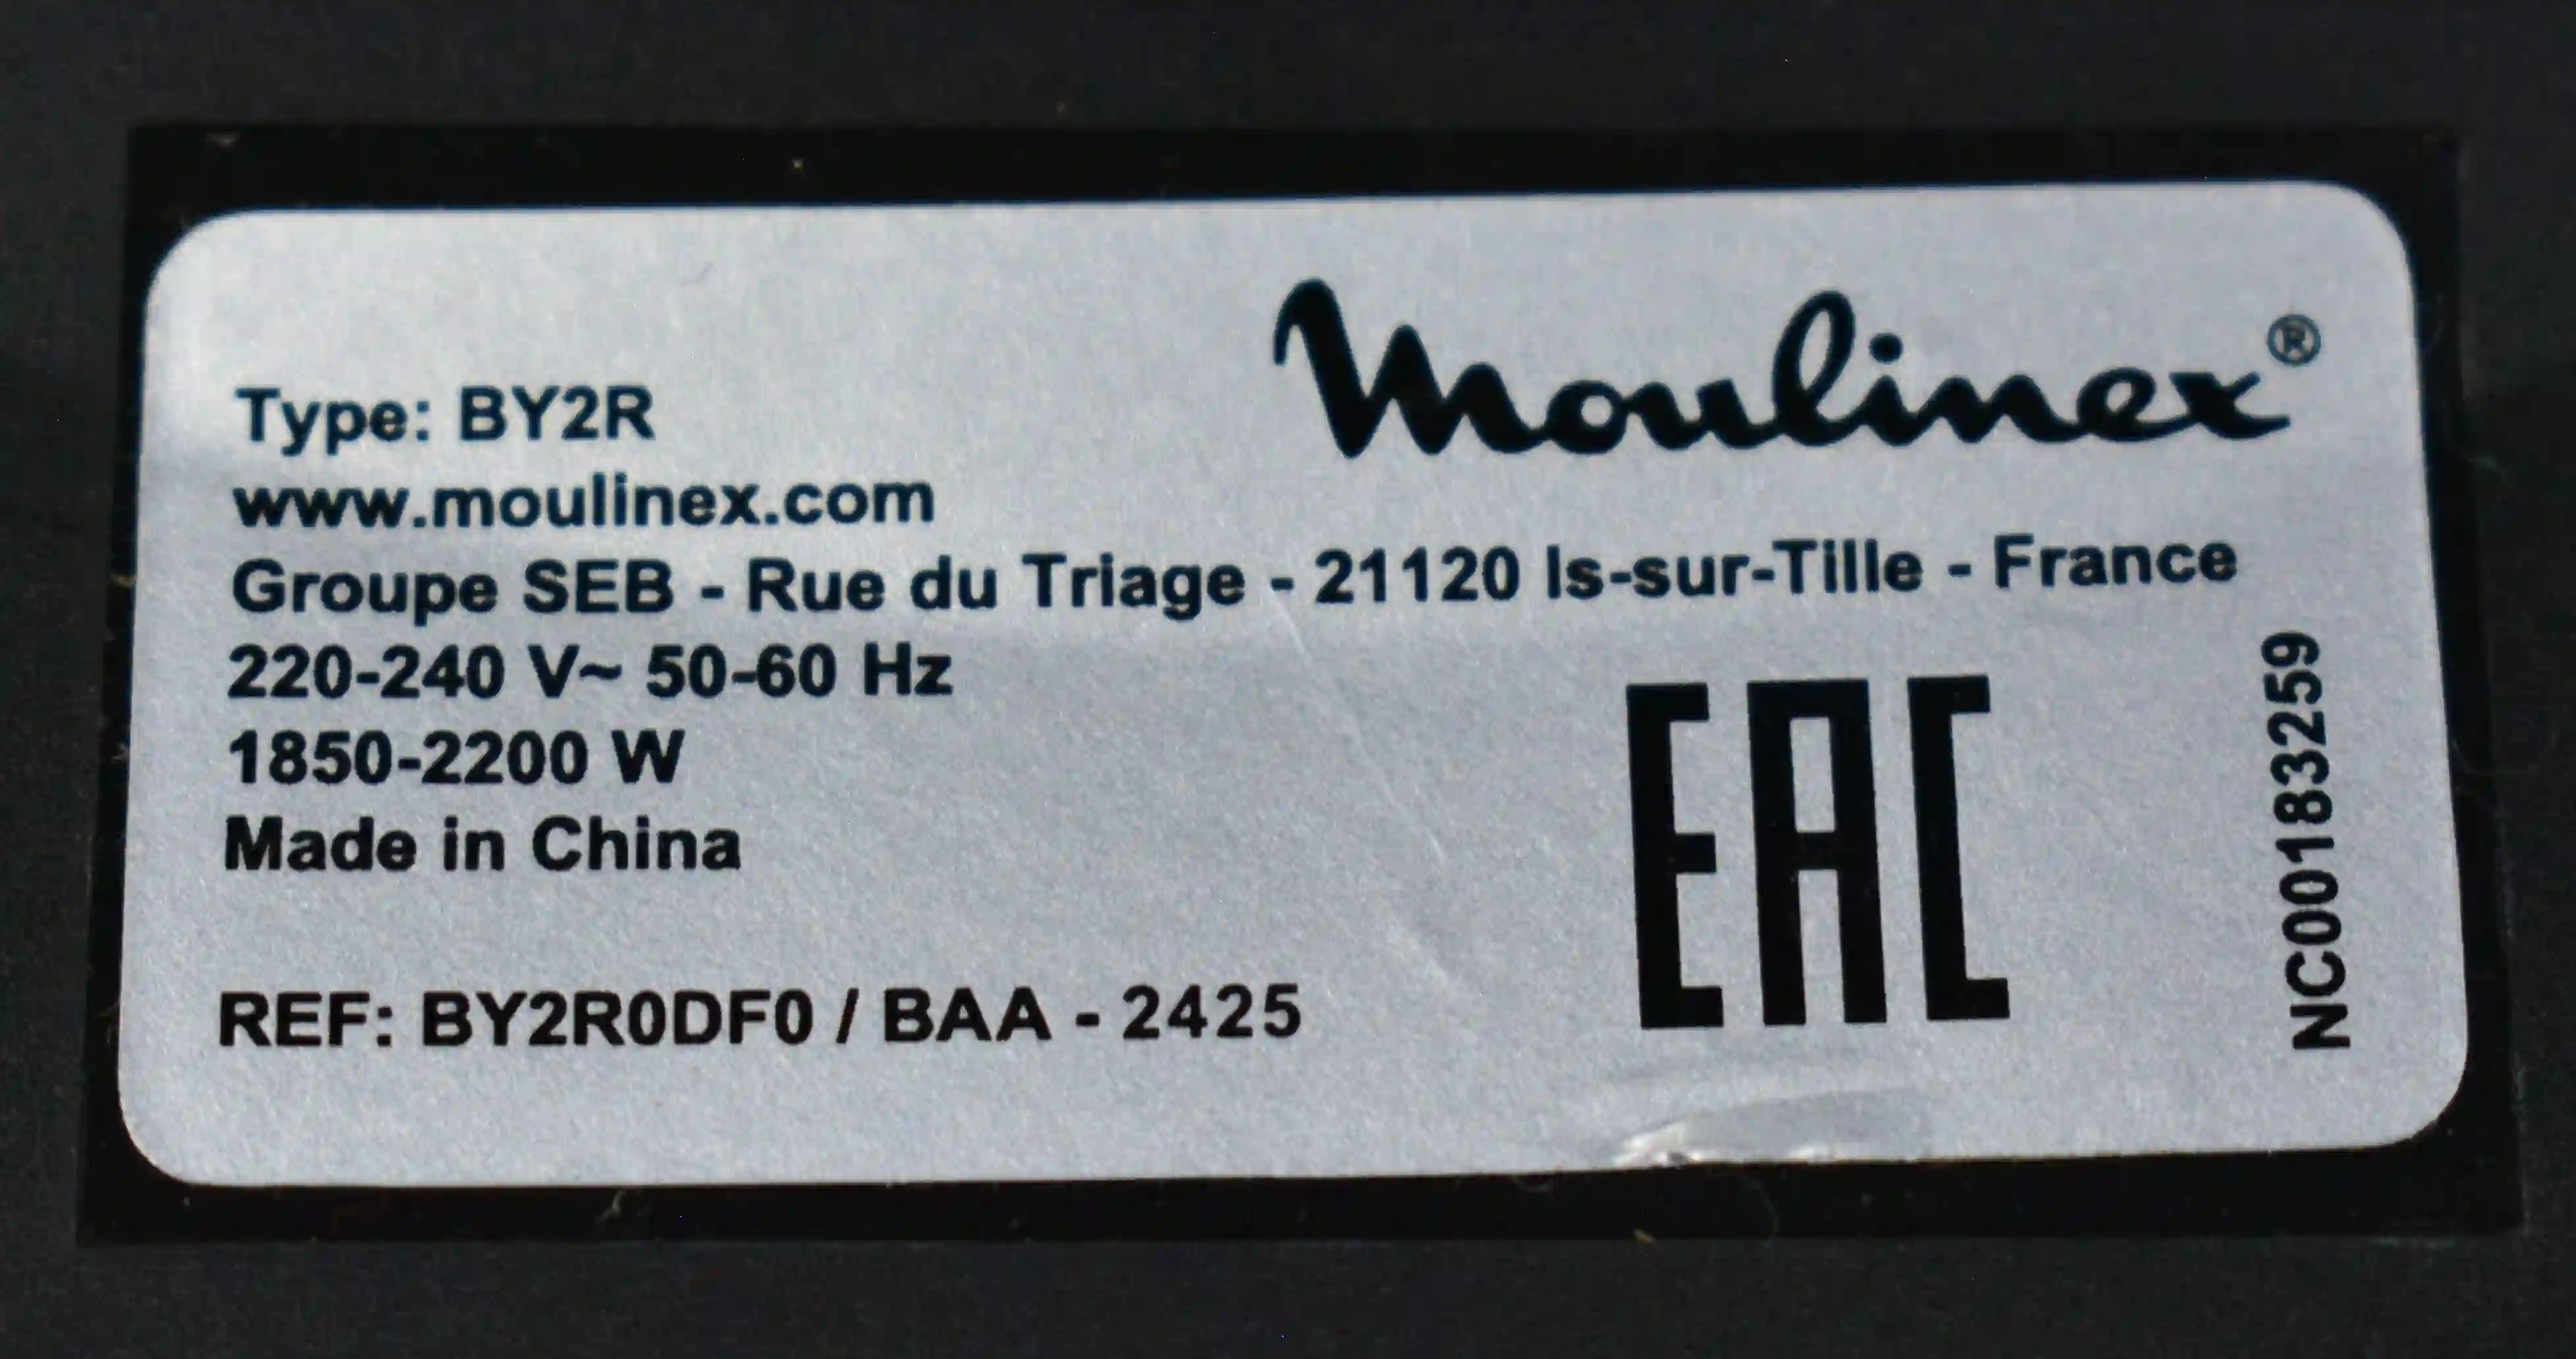 Moulinex®
Type: BY2R
www.moulinex.com
Groupe SEB - Rue du Triage - 21120 Is-sur-Tille - France
220-240 V~ 50-60 Hz
1850-2200 W
Made in China
EAC
NC00183259
REF: BY2R0DF0 / BAA - 2425